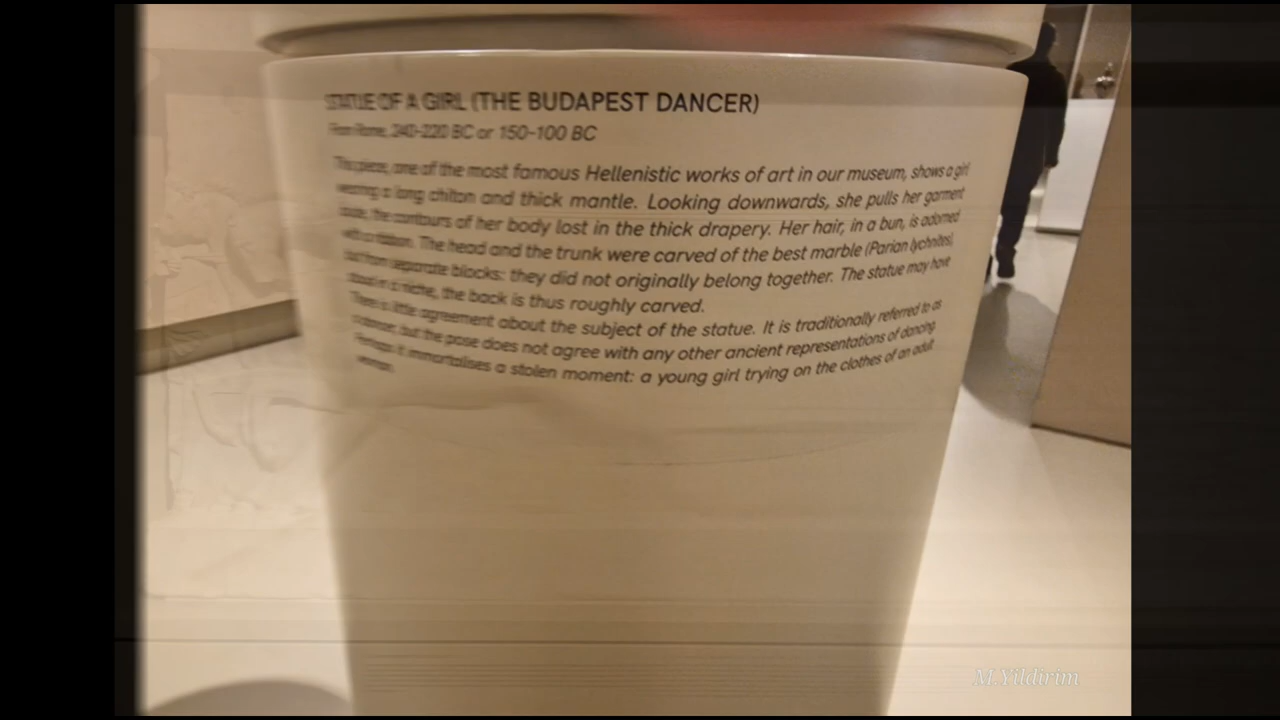 STATUE OF A GIRL (THE BUDAPEST DANCER)
From Rome, 240-220 BC or 150-100 BC
This piece, one of the most famous Hellenistic works of art in our museum, shows a girl
wearing a long chiton and thick mantle. Looking downwards, she pulls her garment
close, the contours of her body lost in the thick drapery. Her hair, in a bun, is adorned
with a ribbon. The head and the trunk were carved of the best marble (Parian lychnites),
but from separate blocks: they did not originally belong together. The statue may have
stood in a niche, the back is thus roughly carved.
There is little agreement about the subject of the statue. It is traditionally referred to as
a dancer, but the pose does not agree with any other ancient representations of dancing.
Perhaps it immortalises a stolen moment: a young girl trying on the clothes of an adult
woman.
M.Yildirim